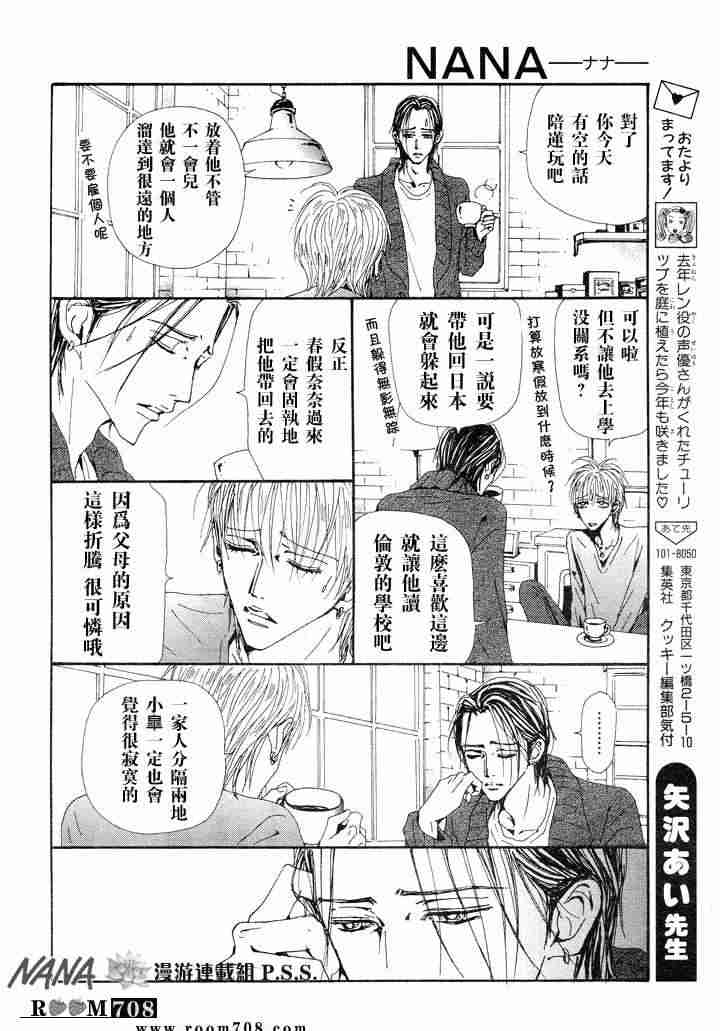 NANA—ナナ—
對了
你今天
有空的話
陪蓮玩吧
放着他不管
不一會兒
他就會一個人
溜達到很遠的地方
要不要雇個人呢
可以啦
但不讓他去上學
没關系嗎？
打算放寒假放到什麽時候？
可是一說要
帶他回日本
就會躲起來
而且躲得無影無踪
反正
春假奈奈過來
一定會固執地
把他帶回去的
這麽喜歡這邊
就讓他讀
倫敦的學校吧
因爲父母的原因
這樣折騰 很可憐哦
………
一家人分隔兩地
小皐一定也會
覺得很寂寞的
おたより
まってます！
去年レン役の声優さんがくれたチューリ
ップを庭に植えたら今年も咲きました♡
あて先
101-8050
東京都千代田区一ツ橋2-5-10
集英社 クッキー編集部気付
矢沢あい先生
NANA 漫游連載組 P.S.S.
ROOM 708
www.room708.com